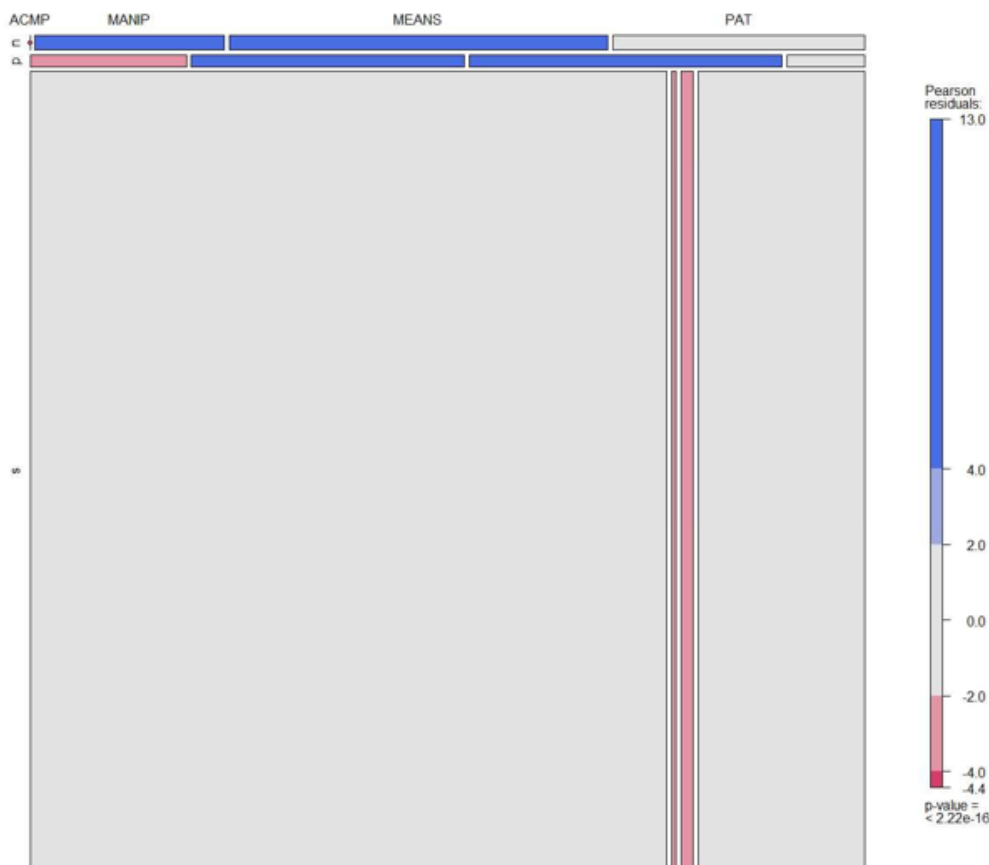 ACMP MANIP MEANS PAT
n
p
s
Pearson
residuals:
13.0
4.0
2.0
0.0
-2.0
-4.0
-4.4
p-value =
< 2.22e-16